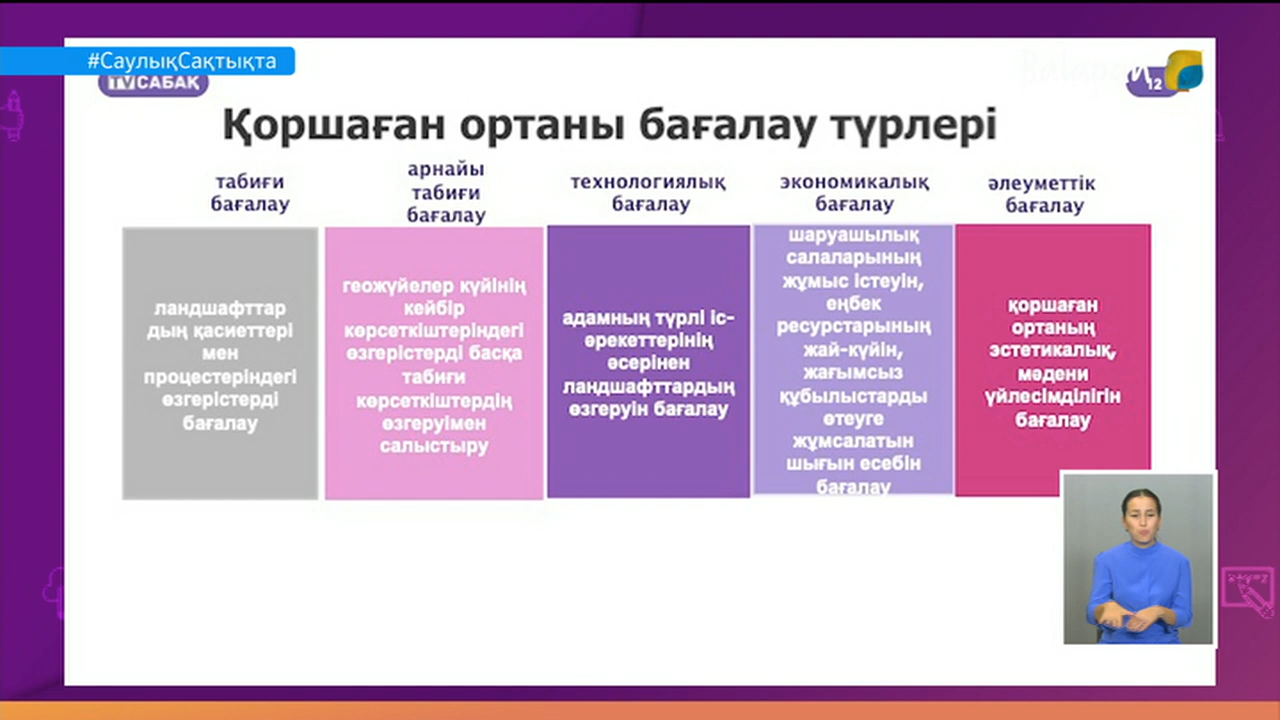 #СаулықСақтықта
TVСАБАҚ
Balapan
12
Қоршаған ортаны бағалау түрлері
табиғи
бағалау
арнайы
табиғи
бағалау
технологиялық
бағалау
экономикалық
бағалау
әлеуметтік
бағалау
ландшафттар
дың қасиеттері
мен
процестеріндегі
өзгерістерді
бағалау
геожүйелер күйінің
кейбір
көрсеткіштеріндегі
өзгерістерді басқа
табиғи
көрсеткіштердің
өзгеруімен
салыстыру
адамның түрлі іс-
әрекеттерінің
әсерінен
ландшафттардың
өзгеруін бағалау
шаруашылық
салаларының
жұмыс істеуін,
еңбек
ресурстарының
жай-күйін,
жағымсыз
құбылыстарды
өтеуге
жұмсалатын
шығын есебін
бағалау
қоршаған
ортаның
эстетикалық,
мәдени
үйлесімділігін
бағалау